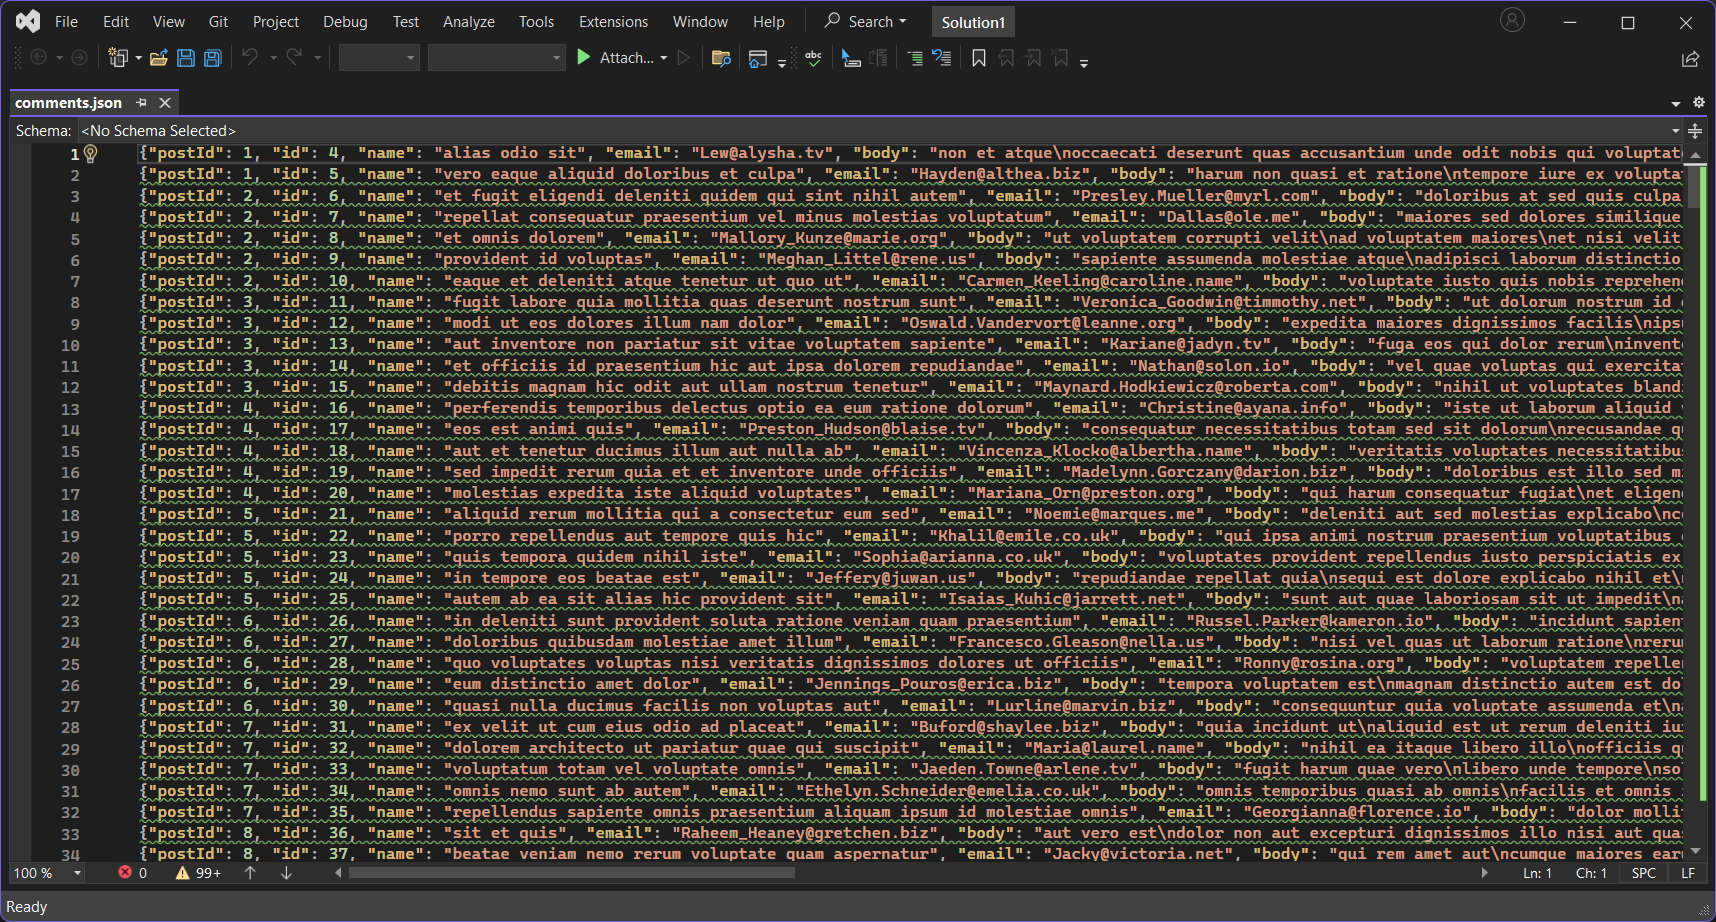 File Edit View Git Project Debug Test Analyze Tools Extensions Window Help Search Solution1
Attach...
comments.json
Schema: <No Schema Selected>
1 {"postId": 1, "id": 4, "name": "alias odio sit", "email": "Lew@alysha.tv", "body": "non et atque\noccaecati deserunt quas accusantium unde odit nobis qui voluptat
2 {"postId": 1, "id": 5, "name": "vero eaque aliquid doloribus et culpa", "email": "Hayden@althea.biz", "body": "harum non quasi et ratione\ntempore iure ex voluptat
3 {"postId": 2, "id": 6, "name": "et fugit eligendi deleniti quidem qui sint nihil autem", "email": "Presley.Mueller@myrl.com", "body": "doloribus at sed quis culpa
4 {"postId": 2, "id": 7, "name": "repellat consequatur praesentium vel minus molestias voluptatum", "email": "Dallas@ole.me", "body": "maiores sed dolores similique
5 {"postId": 2, "id": 8, "name": "et omnis dolorem", "email": "Mallory_Kunze@marie.org", "body": "ut voluptatem corrupti velit\nad voluptatem maiores\net nisi velit
6 {"postId": 2, "id": 9, "name": "provident id voluptas", "email": "Meghan_Littel@rene.us", "body": "sapiente assumenda molestiae atque\nadipisci laborum distinctio
7 {"postId": 2, "id": 10, "name": "eaque et deleniti atque tenetur ut quo ut", "email": "Carmen_Keeling@caroline.name", "body": "voluptate iusto quis nobis reprehen
8 {"postId": 3, "id": 11, "name": "fugit labore quia mollitia quas deserunt nostrum sunt", "email": "Veronica_Goodwin@timmothy.net", "body": "ut dolorum nostrum id
9 {"postId": 3, "id": 12, "name": "modi ut eos dolores illum nam dolor", "email": "Oswald.Vandervort@leanne.org", "body": "expedita maiores dignissimos facilis\nips
10 {"postId": 3, "id": 13, "name": "aut inventore non pariatur sit vitae voluptatem sapiente", "email": "Kariane@jadyn.tv", "body": "fuga eos qui dolor rerum\ninvent
11 {"postId": 3, "id": 14, "name": "et officiis id praesentium hic aut ipsa dolorem repudiandae", "email": "Nathan@solon.io", "body": "vel quae voluptas qui exercita
12 {"postId": 3, "id": 15, "name": "debitis magnam hic odit aut ullam nostrum tenetur", "email": "Maynard.Hodkiewicz@roberta.com", "body": "nihil ut voluptates bland
13 {"postId": 4, "id": 16, "name": "perferendis temporibus delectus optio ea eum ratione dolorum", "email": "Christine@ayana.info", "body": "iste ut laborum aliquid
14 {"postId": 4, "id": 17, "name": "eos est animi quis", "email": "Preston_Hudson@blaise.tv", "body": "consequatur necessitatibus totam sed sit dolorum\nrecusandae q
15 {"postId": 4, "id": 18, "name": "aut et tenetur ducimus illum aut nulla ab", "email": "Vincenza_Klocko@albertha.name", "body": "veritatis voluptates necessitatibu
16 {"postId": 4, "id": 19, "name": "sed impedit rerum quia et et inventore unde officiis", "email": "Madelynn.Gorczany@darion.biz", "body": "doloribus est illo sed m
17 {"postId": 4, "id": 20, "name": "molestias expedita iste aliquid voluptates", "email": "Mariana_Orn@preston.org", "body": "qui harum consequatur fugiat\net eligen
18 {"postId": 5, "id": 21, "name": "aliquid rerum mollitia qui a consectetur eum sed", "email": "Noemie@marques.me", "body": "deleniti aut sed molestias explicabo\nc
19 {"postId": 5, "id": 22, "name": "porro repellendus aut tempore quis hic", "email": "Khalil@emile.co.uk", "body": "qui ipsa animi nostrum praesentium voluptatibus
20 {"postId": 5, "id": 23, "name": "quis tempora quidem nihil iste", "email": "Sophia@arianna.co.uk", "body": "voluptates provident repellendus iusto perspiciatis ex
21 {"postId": 5, "id": 24, "name": "in tempore eos beatae est", "email": "Jeffery@juwan.us", "body": "repudiandae repellat quia\nsequi est dolore explicabo nihil et\
22 {"postId": 5, "id": 25, "name": "autem ab ea sit alias hic provident sit", "email": "Isaias_Kuhic@jarrett.net", "body": "sunt aut quae laboriosam sit ut impedit\n
23 {"postId": 6, "id": 26, "name": "in deleniti sunt provident soluta ratione veniam quam praesentium", "email": "Russel.Parker@kameron.io", "body": "incidunt sapien
24 {"postId": 6, "id": 27, "name": "doloribus quibusdam molestiae amet illum", "email": "Francesco.Gleason@nella.us", "body": "nisi vel quas ut laborum ratione\nreru
25 {"postId": 6, "id": 28, "name": "quo voluptates voluptas nisi veritatis dignissimos dolores ut officiis", "email": "Ronny@rosina.org", "body": "voluptatem repelle
26 {"postId": 6, "id": 29, "name": "eum distinctio amet dolor", "email": "Jennings_Pouros@erica.biz", "body": "tempora voluptatem est\nmagnam distinctio autem est do
27 {"postId": 6, "id": 30, "name": "quasi nulla ducimus facilis non voluptas aut", "email": "Lurline@marvin.biz", "body": "consequuntur quia voluptate assumenda et\n
28 {"postId": 7, "id": 31, "name": "ex velit ut cum eius odio ad placeat", "email": "Buford@shaylee.biz", "body": "quia incidunt ut\naliquid est ut rerum deleniti iu
29 {"postId": 7, "id": 32, "name": "dolorem architecto ut pariatur quae qui suscipit", "email": "Maria@laurel.name", "body": "nihil ea itaque libero illo\nofficiis q
30 {"postId": 7, "id": 33, "name": "voluptatum totam vel voluptate omnis", "email": "Jaeden.Towne@arlene.tv", "body": "fugit harum quae vero\nlibero unde tempore\nso
31 {"postId": 7, "id": 34, "name": "omnis nemo sunt ab autem", "email": "Ethelyn.Schneider@emelia.co.uk", "body": "omnis temporibus quasi ab omnis\nfacilis et omnis
32 {"postId": 7, "id": 35, "name": "repellendus sapiente omnis praesentium aliquam ipsum id molestiae omnis", "email": "Georgianna@florence.io", "body": "dolor molli
33 {"postId": 8, "id": 36, "name": "sit et quis", "email": "Raheem_Heaney@gretchen.biz", "body": "aut vero est\ndolor non aut excepturi dignissimos illo nisi aut qua
34 {"postId": 8, "id": 37, "name": "beatae veniam nemo rerum voluptate quam aspernatur", "email": "Jacky@victoria.net", "body": "qui rem amet aut\ncumque maiores ear
100 % 0 99+ Ln: 1 Ch: 1 SPC LF
Ready